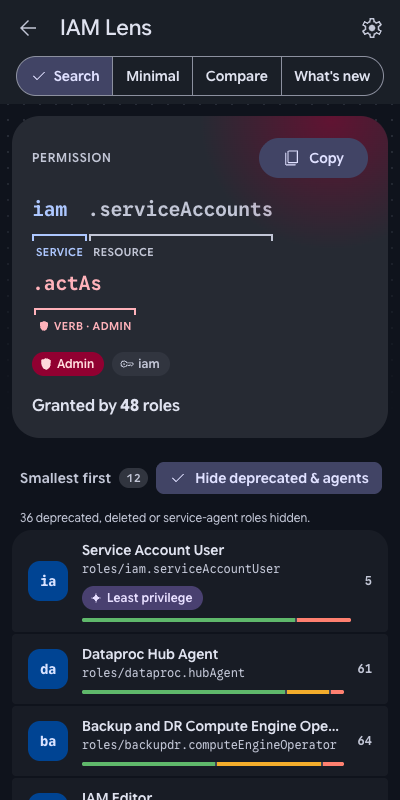 IAM Lens
Search
Minimal
Compare
What's new
PERMISSION
Copy
iam .serviceAccounts
SERVICE RESOURCE
.actAs
VERB · ADMIN
Admin
iam
Granted by 48 roles
Smallest first 12
Hide deprecated & agents
36 deprecated, deleted or service-agent roles hidden.
ia
Service Account User
roles/iam.serviceAccountUser
Least privilege
5
da
Dataproc Hub Agent
roles/dataproc.hubAgent
61
ba
Backup and DR Compute Engine Ope...
roles/backupdr.computeEngineOperator
64
IAM Editor